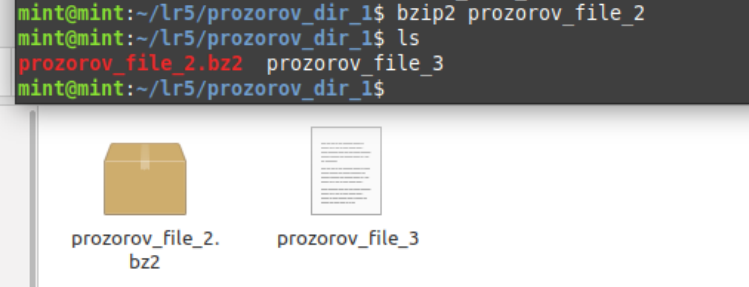 mint@mint:~/lr5/prozorov_dir_1$ bzip2 prozorov_file_2
mint@mint:~/lr5/prozorov_dir_1$ ls
prozorov_file_2.bz2  prozorov_file_3
mint@mint:~/lr5/prozorov_dir_1$
prozorov_file_2.
bz2
prozorov_file_3